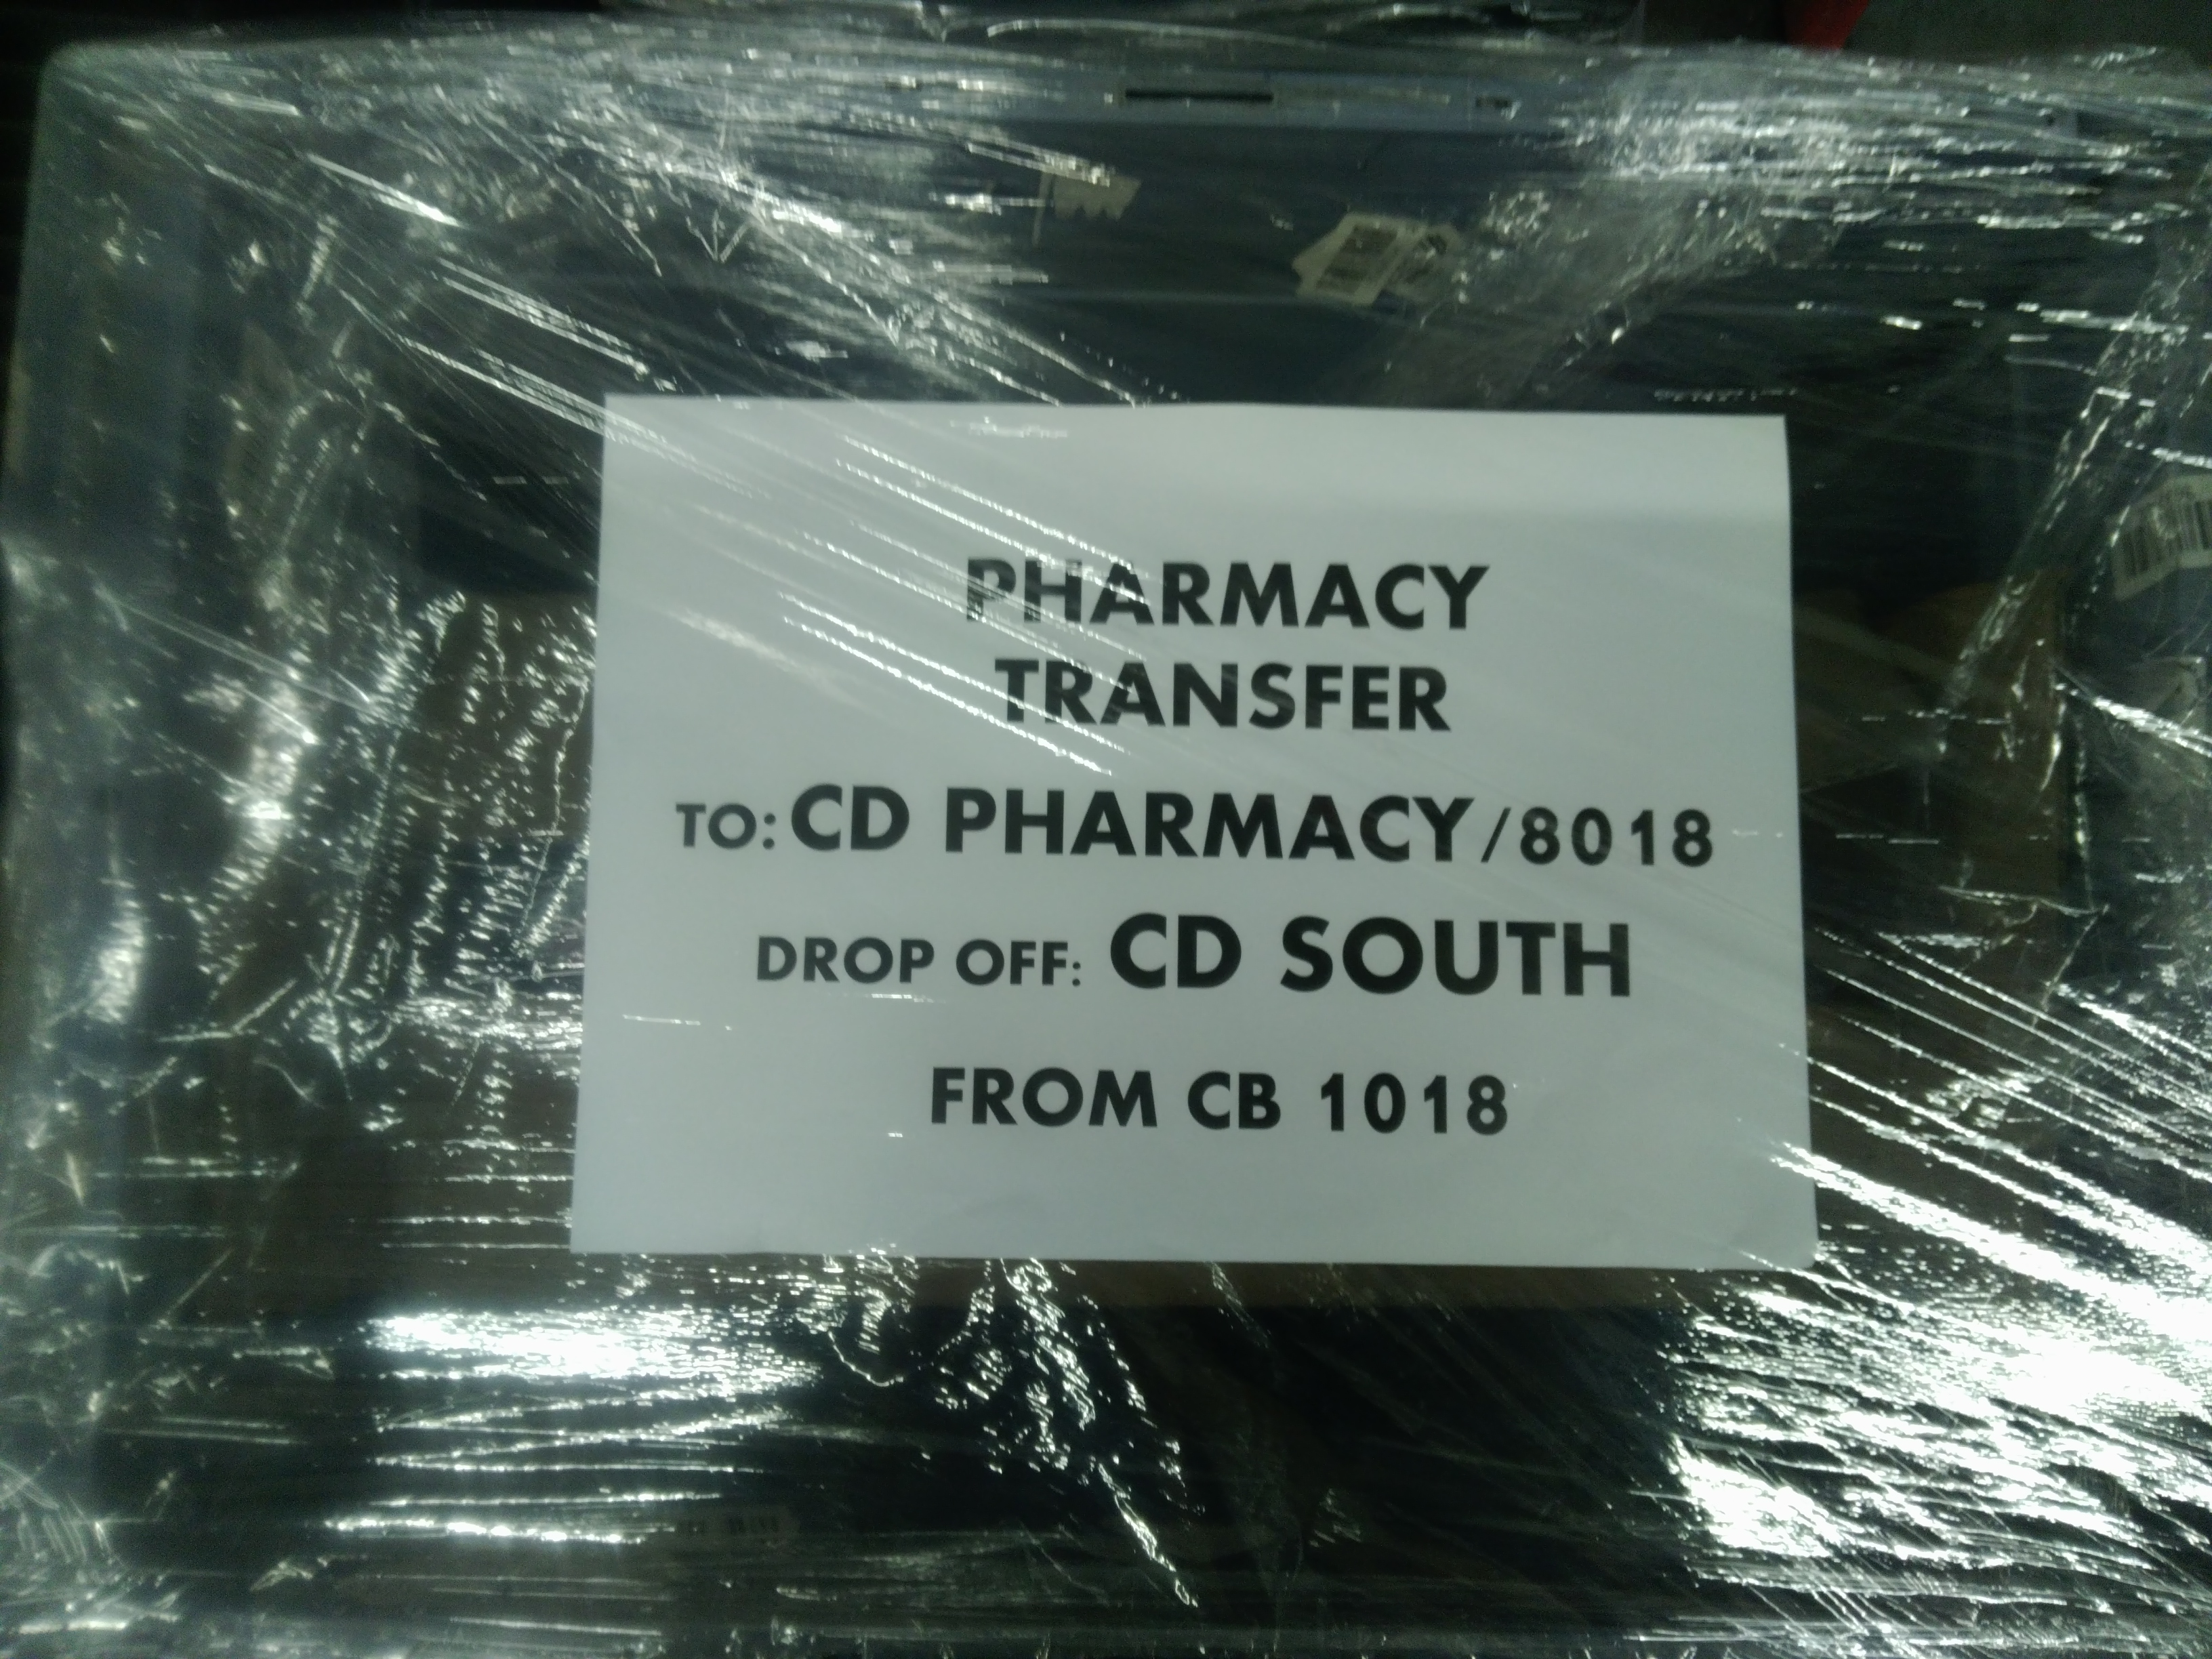 PHARMACY
TRANSFER
TO: CD PHARMACY/8018
DROP OFF: CD SOUTH
FROM CB 1018